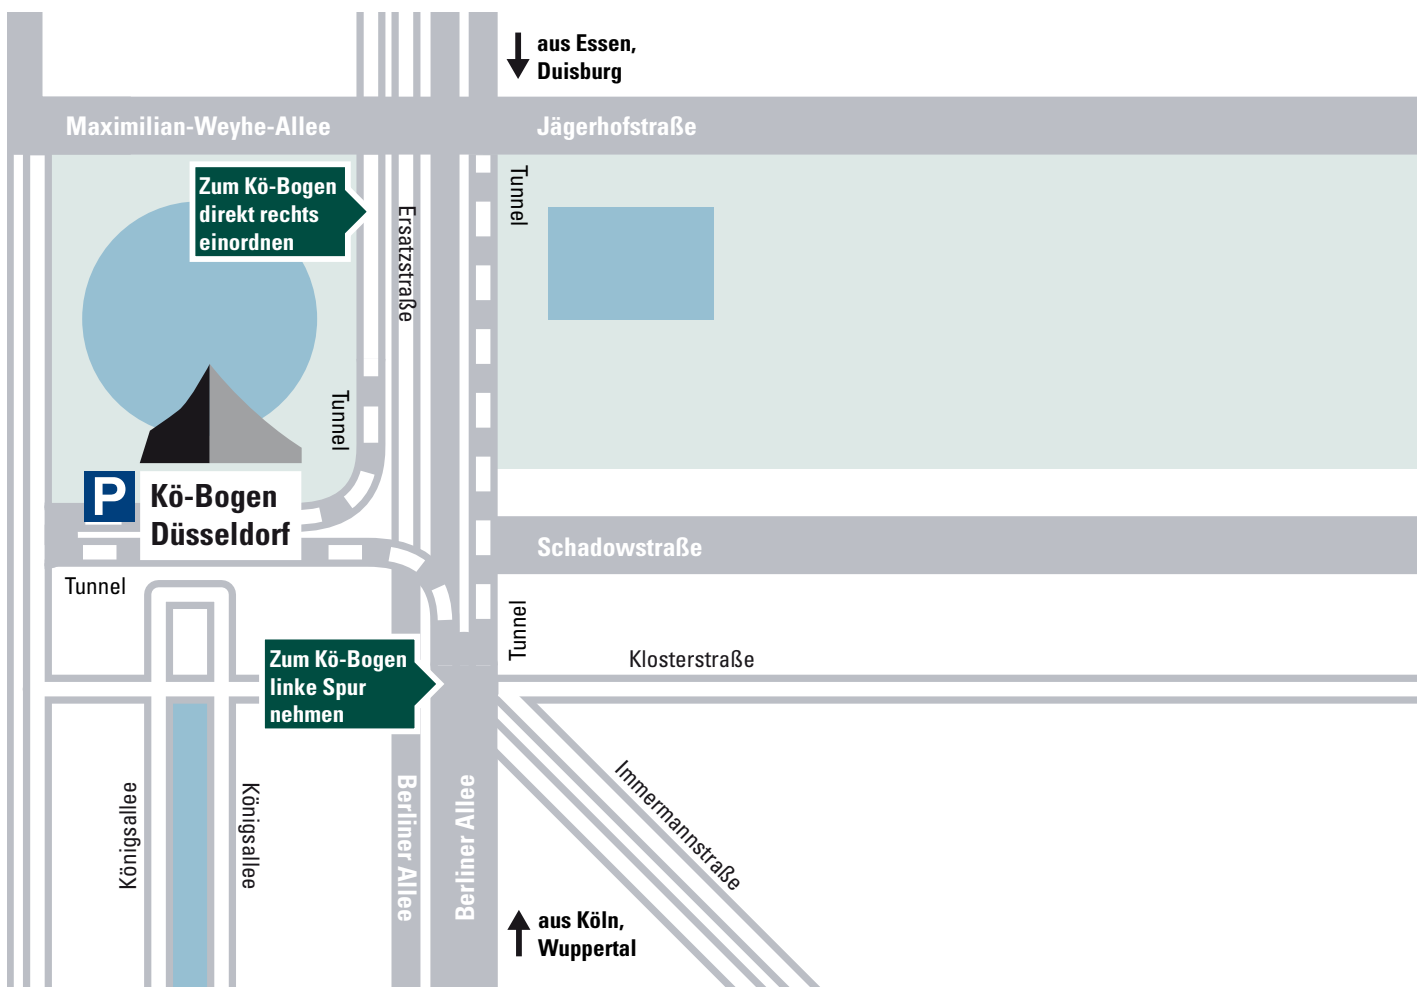 aus Essen,
Duisburg
Maximilian-Weyhe-Allee
Jägerhofstraße
Zum Kö-Bogen
direkt rechts
einordnen
Ersatzstraße
Tunnel
Tunnel
P
Kö-Bogen
Düsseldorf
Schadowstraße
Tunnel
Tunnel
Zum Kö-Bogen
linke Spur
nehmen
Klosterstraße
Königsallee
Königsallee
Berliner Allee
Berliner Allee
Immermannstraße
aus Köln,
Wuppertal